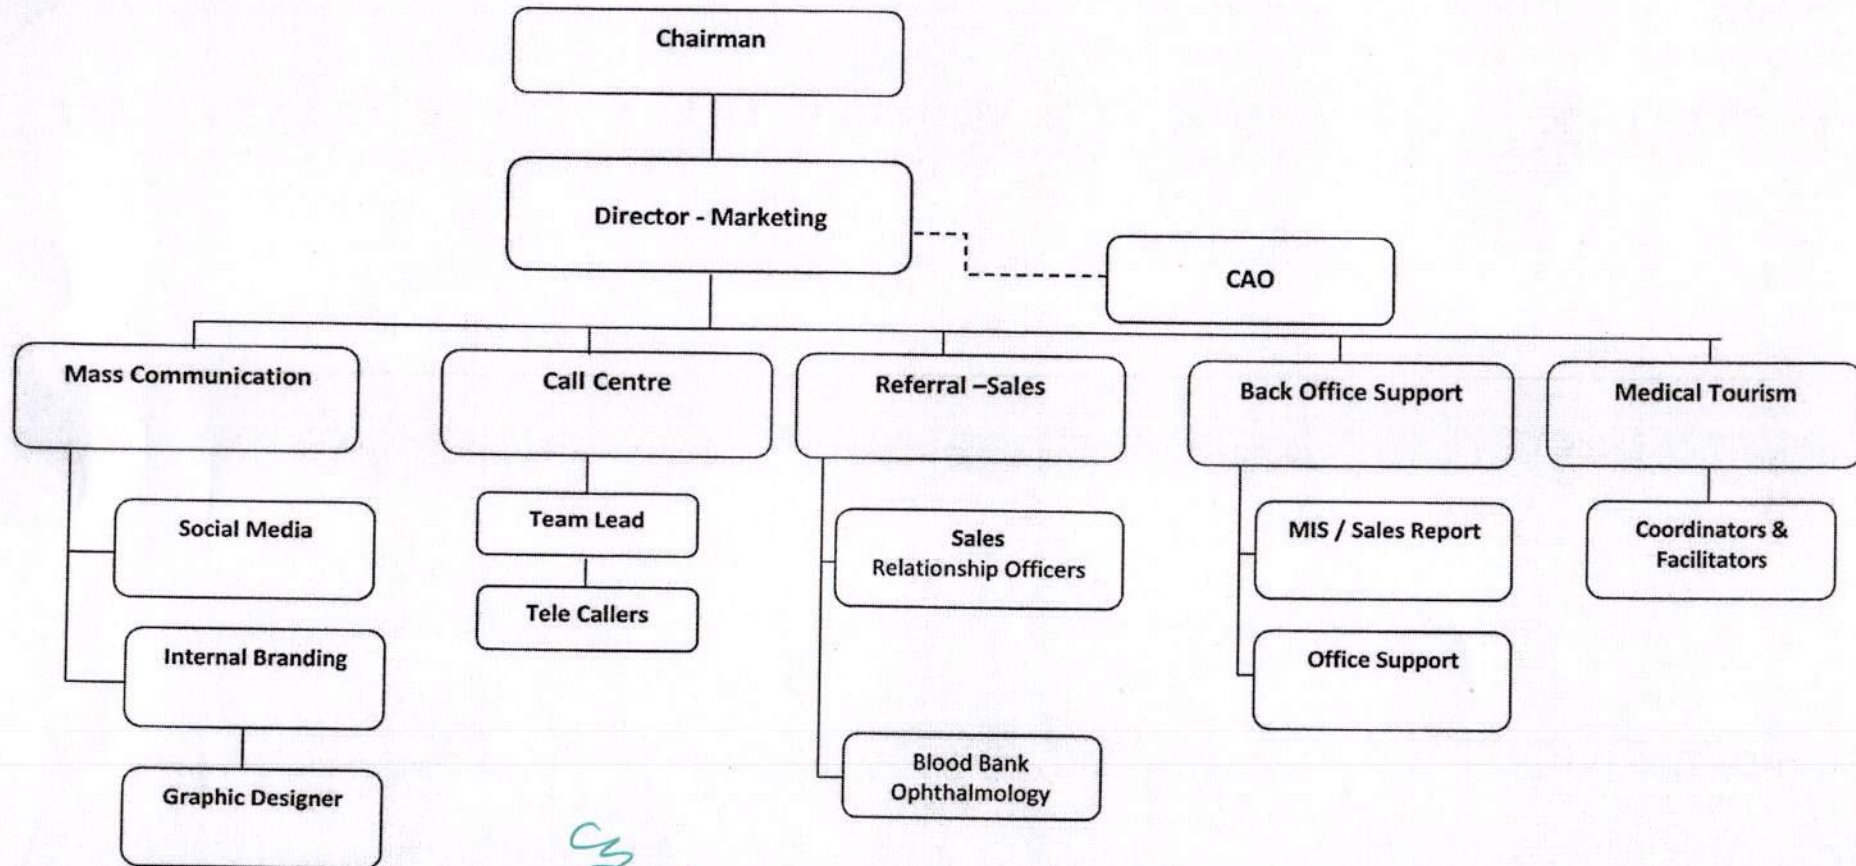 Chairman
Director - Marketing
CAO
Mass Communication
Call Centre
Referral –Sales
Back Office Support
Medical Tourism
Social Media
Internal Branding
Graphic Designer
Team Lead
Tele Callers
Sales
Relationship Officers
Blood Bank
Ophthalmology
MIS / Sales Report
Office Support
Coordinators &
Facilitators